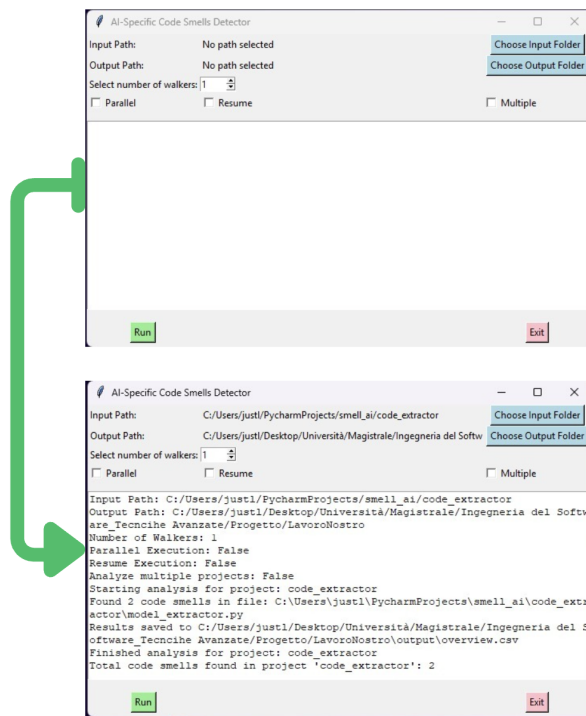 AI-Specific Code Smells Detector
Input Path: No path selected Choose Input Folder
Output Path: No path selected Choose Output Folder
Select number of walkers: 1
Parallel Resume Multiple
Run Exit
AI-Specific Code Smells Detector
Input Path: C:/Users/justl/PycharmProjects/smell_ai/code_extractor Choose Input Folder
Output Path: C:/Users/justl/Desktop/Università/Magistrale/Ingegneria del Softw Choose Output Folder
Select number of walkers: 1
Parallel Resume Multiple
Input Path: C:/Users/justl/PycharmProjects/smell_ai/code_extractor
Output Path: C:/Users/justl/Desktop/Università/Magistrale/Ingegneria del Softw
are_Tecncihe Avanzate/Progetto/LavoroNostro
Number of Walkers: 1
Parallel Execution: False
Resume Execution: False
Analyze multiple projects: False
Starting analysis for project: code_extractor
Found 2 code smells in file: C:\Users\justl\PycharmProjects\smell_ai\code_extr
actor\model_extractor.py
Results saved to C:/Users/justl/Desktop/Università/Magistrale/Ingegneria del S
oftware_Tecncihe Avanzate/Progetto/LavoroNostro\output\overview.csv
Finished analysis for project: code_extractor
Total code smells found in project 'code_extractor': 2
Run Exit